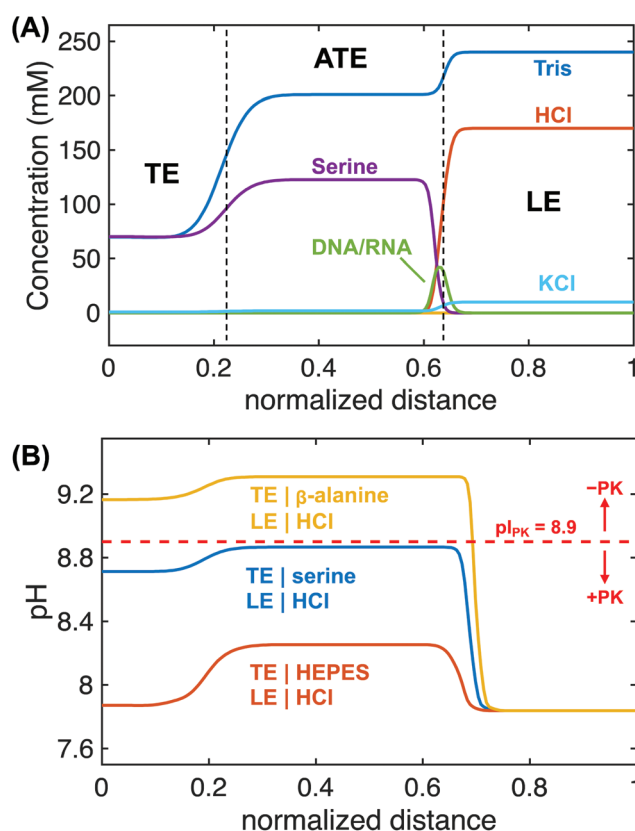 (A)
250
200
150
100
50
0
Concentration (mM)
TE
ATE
LE
Tris
HCl
Serine
DNA/RNA
KCl
0 0.2 0.4 0.6 0.8 1
normalized distance
(B)
9.2
8.8
8.4
8
7.6
pH
TE | β-alanine
LE | HCl
pIPK = 8.9
−PK
+PK
TE | serine
LE | HCl
TE | HEPES
LE | HCl
0 0.2 0.4 0.6 0.8 1
normalized distance